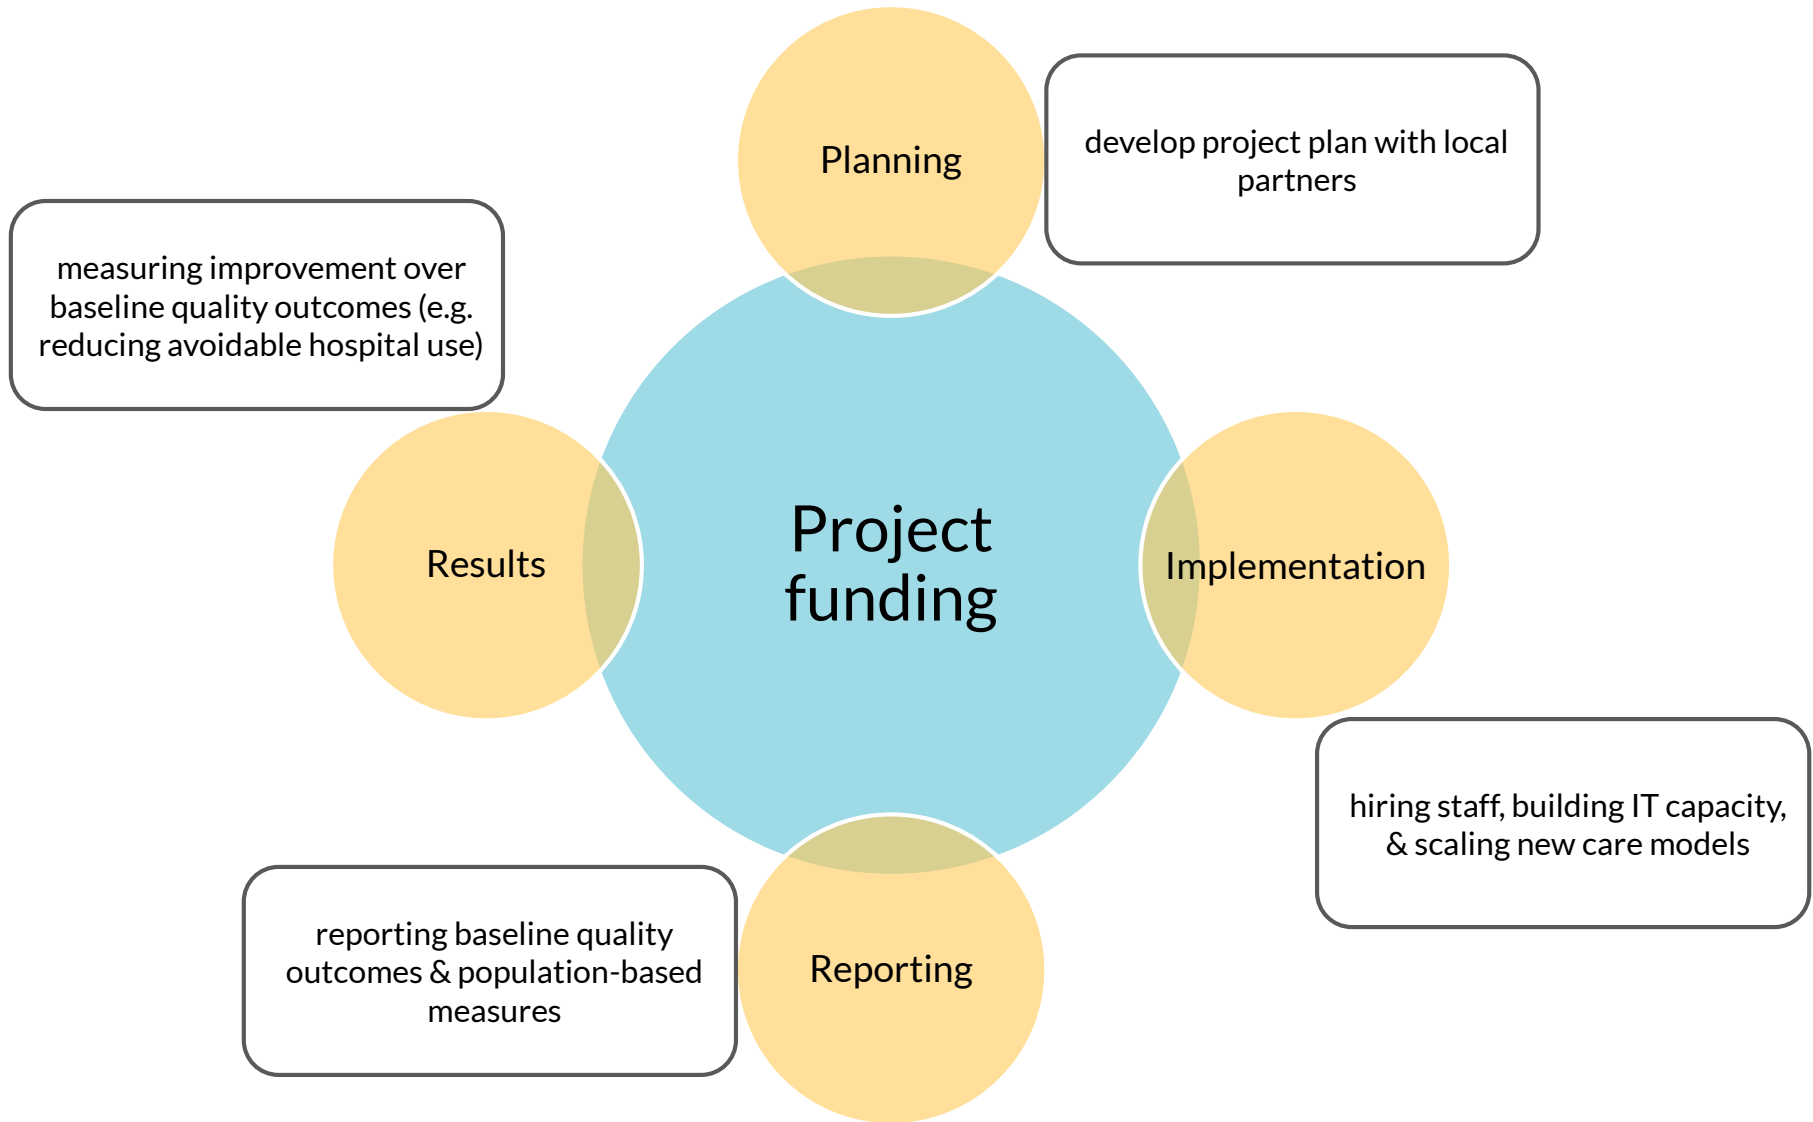 Planning
develop project plan with local
partners
measuring improvement over
baseline quality outcomes (e.g.
reducing avoidable hospital use)
Results
Project
funding
Implementation
hiring staff, building IT capacity,
& scaling new care models
reporting baseline quality
outcomes & population-based
measures
Reporting